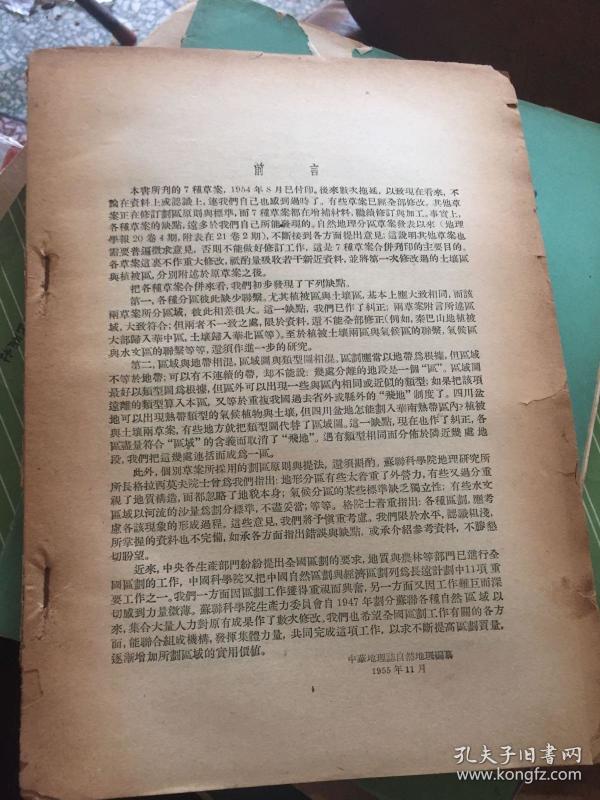 前言
本書所刊的7種草案，1954年8月已付印。後來數次拖延，以致現在看來，不
論在資料上或認識上，連我們自己也感到過時了。有些草案已經全部修改。其他草
案正在修訂劃區原則與標準，而7種草案都在增補材料，繼續修訂與加工。事實上，
各種草案的缺點，遠多於我們自己所能發現的。自然地理分區草案發表以來（地理
學報20卷4期，附表在21卷2期），不斷接到各方面提出意見；這說明其他草案也
需要普遍徵求意見，否則不能做好修訂工作，這是7種草案合併刋印的主要目的。
各草案這裏不作重大修改，祇酌量吸收若干新近資料，並將第一次修改過的土壤區
與植被區，分別附述於原草案之後。
把各種草案合併來看，我們初步發現了下列缺點。
第一，各種分區彼此缺少聯繫。尤其植被區與土壤區，基本上應大致相同，而該
兩草案所分區域，彼此相差很大。這一缺點，我們已作了糾正；兩草案附言所述區
域，大致符合；但兩者不一致之處，限於資料，還不能全部修正（例如，秦巴山地植被
大部歸入華中區，土壤歸入華北區等）。至於植被土壤兩區與氣候區的聯繫，氣候區
與水文區的聯繫等等，還須作進一步的研究。
第二，區域與地帶相混，區域圖與類型圖相混。區劃應當以地帶爲根據，但區域
不等於地帶；可以有不連續的帶，却不能說：幾處分離的地段是一個“區”。區域圖
最好以類型圖爲根據，但區外可以出現一些與區內相同或近似的類型；如果把該項
遠離的類型算入本區，又等於重複我國過去省外或縣外的“飛地”制度了。四川盆
地可以出現熱帶類型的氣候植物與土壤，但四川盆地怎能劃入華南熱帶區內？植被
與土壤兩草案，有些地方就把類型圖代替了區域圖。這一缺點，現在也作了糾正，各
區盡量符合“區域”的含義而取消了“飛地”。遇有類型相同而分佈於隣近幾處地
段，我們把這幾處連括而成爲一區。
此外，個別草案所採用的劃區原則與提法，還須斟酌。蘇聯科學院地理研究所
所長格拉西莫夫院士曾爲我們指出：地形分區有些太着重了外營力，有些又過分重
視了地質構造，而都忽略了地貌本身；氣候分區的某些標準缺乏獨立性；有些水文
區域以河流的沙量爲劃分標準，不盡妥當；等等。格院士着重指出：各種區劃，應考
慮各該現象的形成過程。這些意見，我們將予愼重考慮。我們限於水平，認識粗淺，
所掌握的資料也不完備，如承各方面指出錯誤與缺點，或承介紹參考資料，不勝懇
切盼望。
近來，中央各生產部門紛紛提出全國區劃的要求，地質與農林等部門已進行全
國區劃的工作，中國科學院又把中國自然區劃與經濟區劃列爲長遠計劃中11項重
要工作之一。我們一方面因區劃工作獲得重視而興奮，另一方面又因工作艱巨而深
切感到力量微薄。蘇聯科學院生產力委員會自1947年劃分蘇聯各種自然區域以
來，集合大量人力對原有成果作了數次修改，我們也希望全國區劃工作有關的各方
面，能聯合組成機構，發揮集體力量，共同完成這項工作，以求不斷提高區劃質量，
逐漸增加所劃區域的實用價值。
中華地理誌自然地理編纂
1955年11月
孔夫子旧書网
www.kongfz.com